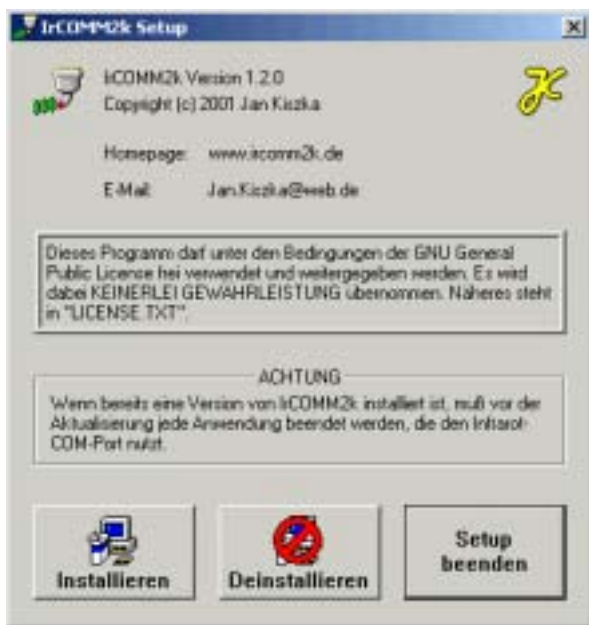 IrCOMM2k Setup
IrCOMM2k Version 1.2.0
Copyright (c) 2001 Jan Kiszka
Homepage: www.ircomm2k.de
E-Mail: Jan.Kiszka@web.de
Dieses Programm darf unter den Bedingungen der GNU General
Public License frei verwendet und weitergegeben werden. Es wird
dabei KEINERLEI GEWÄHRLEISTUNG übernommen. Näheres steht
in "LICENSE.TXT".
ACHTUNG
Wenn bereits eine Version von IrCOMM2k installiert ist, muß vor der
Aktualisierung jede Anwendung beendet werden, die den Infrarot-
COM-Port nutzt.
Installieren
Deinstallieren
Setup
beenden